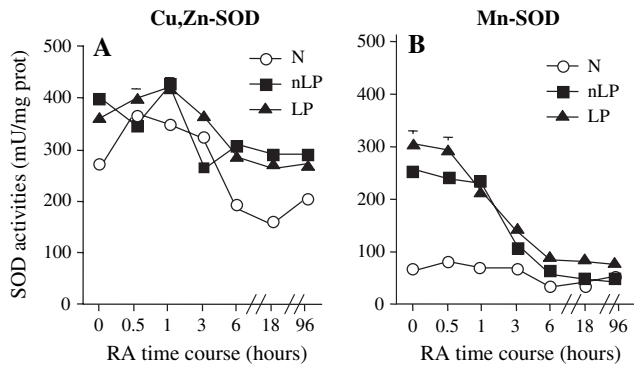 Cu,Zn-SOD
Mn-SOD
A
B
SOD activities (mU/mg prot)
500
400
300
200
100
0
N
nLP
LP
0 0.5 1 3 6 18 96
RA time course (hours)
500
400
300
200
100
0
N
nLP
LP
0 0.5 1 3 6 18 96
RA time course (hours)